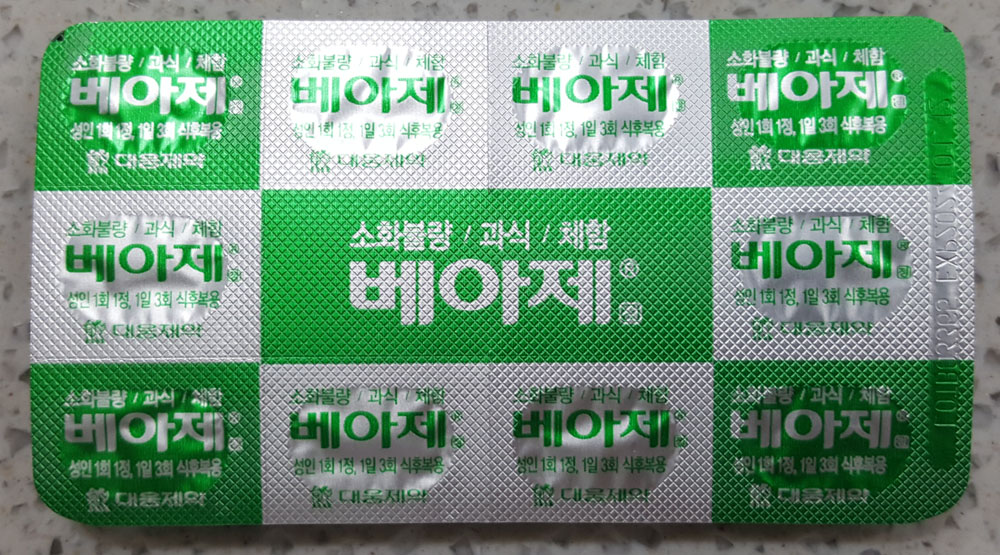 소화불량 / 과식 / 체함
베아제® 정
성인 1회 1정, 1일 3회 식후복용
대웅제약
소화불량 / 과식 / 체함
베아제® 정
성인 1회 1정, 1일 3회 식후복용
대웅제약
소화불량 / 과식 / 체함
베아제® 정
성인 1회 1정, 1일 3회 식후복용
대웅제약
소화불량 / 과식 / 체함
베아제® 정
성인 1회 1정, 1일 3회 식후복용
대웅제약
소화불량 / 과식 / 체함
베아제® 정
성인 1회 1정, 1일 3회 식후복용
대웅제약
소화불량 / 과식 / 체함
베아제® 정
소화불량 / 과식 / 체함
베아제® 정
성인 1회 1정, 1일 3회 식후복용
대웅제약
소화불량 / 과식 / 체함
베아제® 정
성인 1회 1정, 1일 3회 식후복용
대웅제약
소화불량 / 과식 / 체함
베아제® 정
성인 1회 1정, 1일 3회 식후복용
대웅제약
소화불량 / 과식 / 체함
베아제® 정
성인 1회 1정, 1일 3회 식후복용
대웅제약
소화불량 / 과식 / 체함
베아제® 정
성인 1회 1정, 1일 3회 식후복용
대웅제약